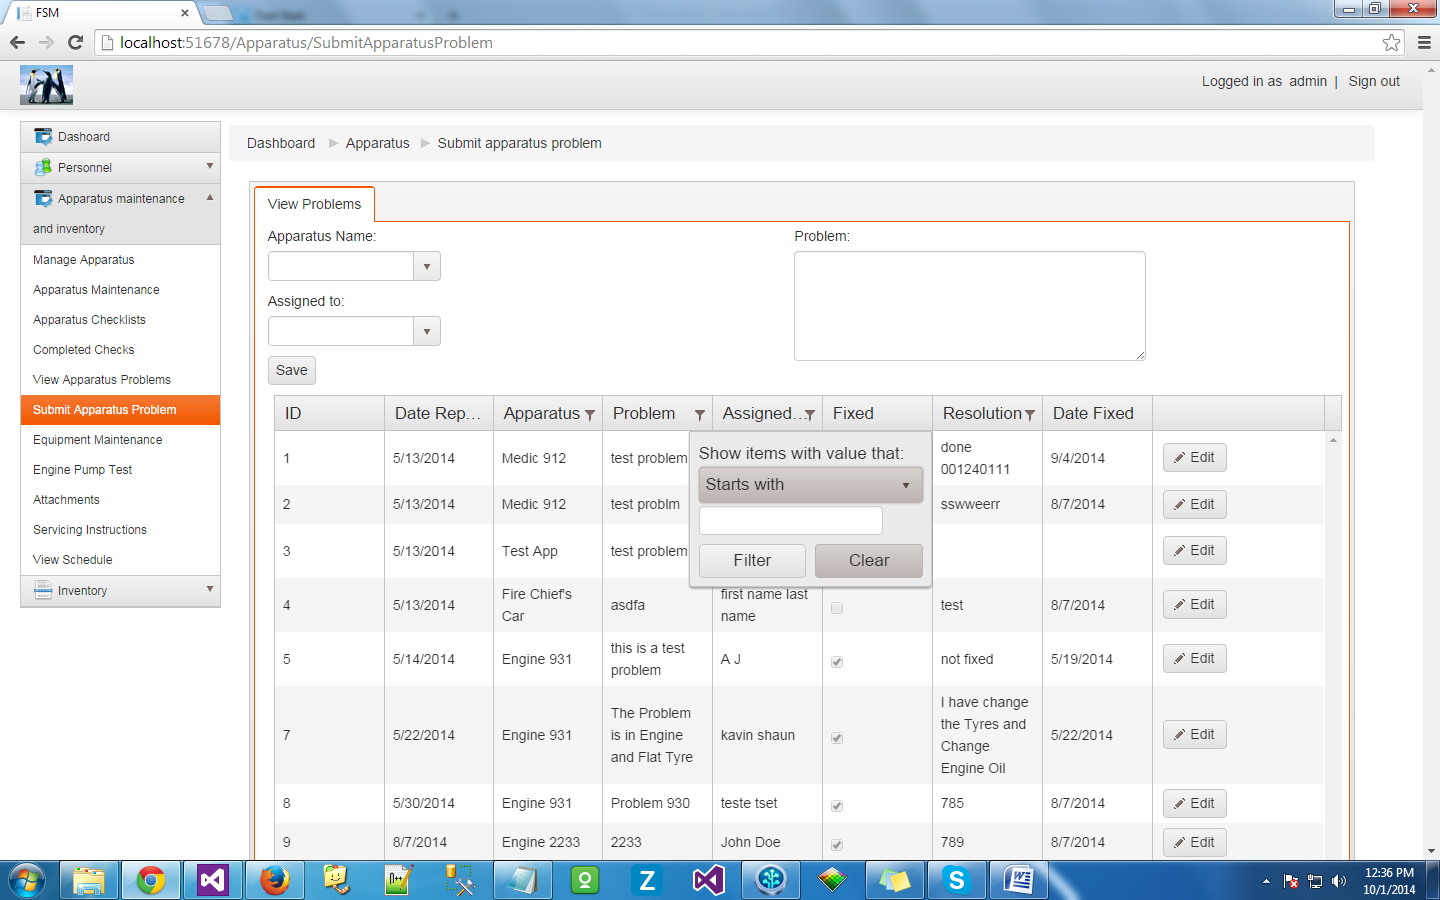 FSM
localhost:51678/Apparatus/SubmitApparatusProblem
Logged in as admin | Sign out
Dashoard
Personnel
Apparatus maintenance
and inventory
Manage Apparatus
Apparatus Maintenance
Apparatus Checklists
Completed Checks
View Apparatus Problems
Submit Apparatus Problem
Equipment Maintenance
Engine Pump Test
Attachments
Servicing Instructions
View Schedule
Inventory
Dashboard Apparatus Submit apparatus problem
View Problems
Apparatus Name:
Problem:
Assigned to:
Save
ID Date Rep... Apparatus Problem Assigned... Fixed Resolution Date Fixed
Show items with value that:
Starts with
Filter Clear
1 5/13/2014 Medic 912 test problem done 001240111 9/4/2014 Edit
2 5/13/2014 Medic 912 test problm sswweerr 8/7/2014 Edit
3 5/13/2014 Test App test problem Edit
4 5/13/2014 Fire Chief's Car asdfa first name last name test 8/7/2014 Edit
5 5/14/2014 Engine 931 this is a test problem A J not fixed 5/19/2014 Edit
7 5/22/2014 Engine 931 The Problem is in Engine and Flat Tyre kavin shaun I have change the Tyres and Change Engine Oil 5/22/2014 Edit
8 5/30/2014 Engine 931 Problem 930 teste tset 785 8/7/2014 Edit
9 8/7/2014 Engine 2233 2233 John Doe 789 8/7/2014 Edit
12:36 PM
10/1/2014